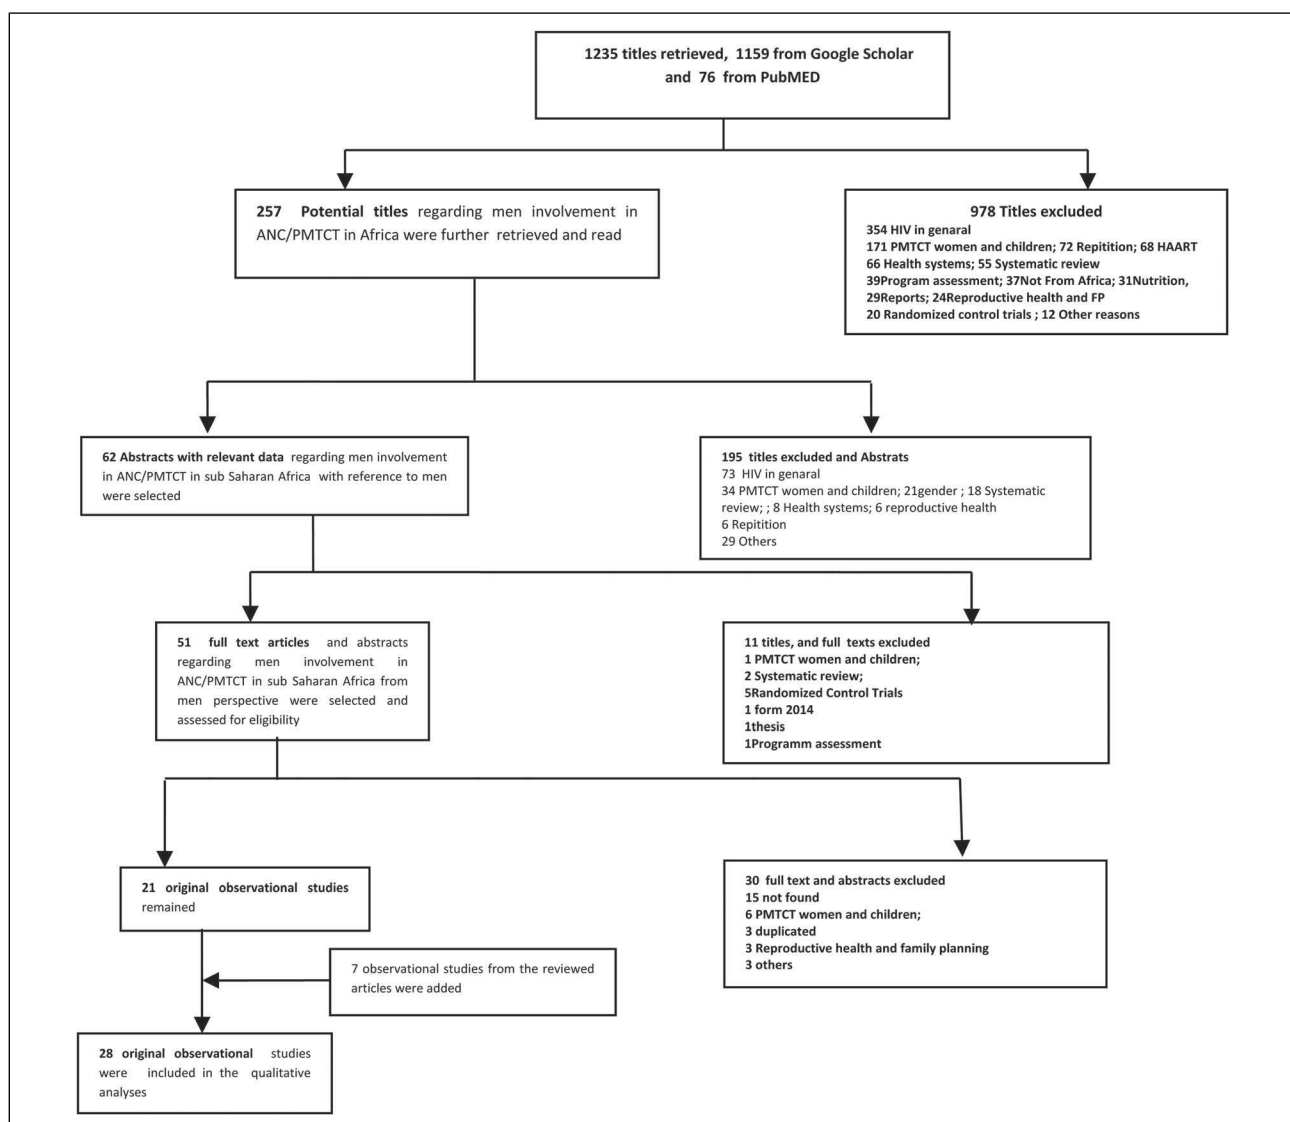 1235 titles retrieved, 1159 from Google Scholar
and 76 from PubMED
257 Potential titles regarding men involvement in
ANC/PMTCT in Africa were further retrieved and read
978 Titles excluded
354 HIV in genaral
171 PMTCT women and children; 72 Repitition; 68 HAART
66 Health systems; 55 Systematic review
39Program assessment; 37Not From Africa; 31Nutrition,
29Reports; 24Reproductive health and FP
20 Randomized control trials ; 12 Other reasons
62 Abstracts with relevant data regarding men involvement
in ANC/PMTCT in sub Saharan Africa with reference to men
were selected
195 titles excluded and Abstrats
73 HIV in genaral
34 PMTCT women and children; 21gender ; 18 Systematic
review; ; 8 Health systems; 6 reproductive health
6 Repitition
29 Others
51 full text articles and abstracts
regarding men involvement in
ANC/PMTCT in sub Saharan Africa from
men perspective were selected and
assessed for eligibility
11 titles, and full texts excluded
1 PMTCT women and children;
2 Systematic review;
5Randomized Control Trials
1 form 2014
1thesis
1Programm assessment
21 original observational studies
remained
30 full text and abstracts excluded
15 not found
6 PMTCT women and children;
3 duplicated
3 Reproductive health and family planning
3 others
7 observational studies from the reviewed
articles were added
28 original observational studies
were included in the qualitative
analyses